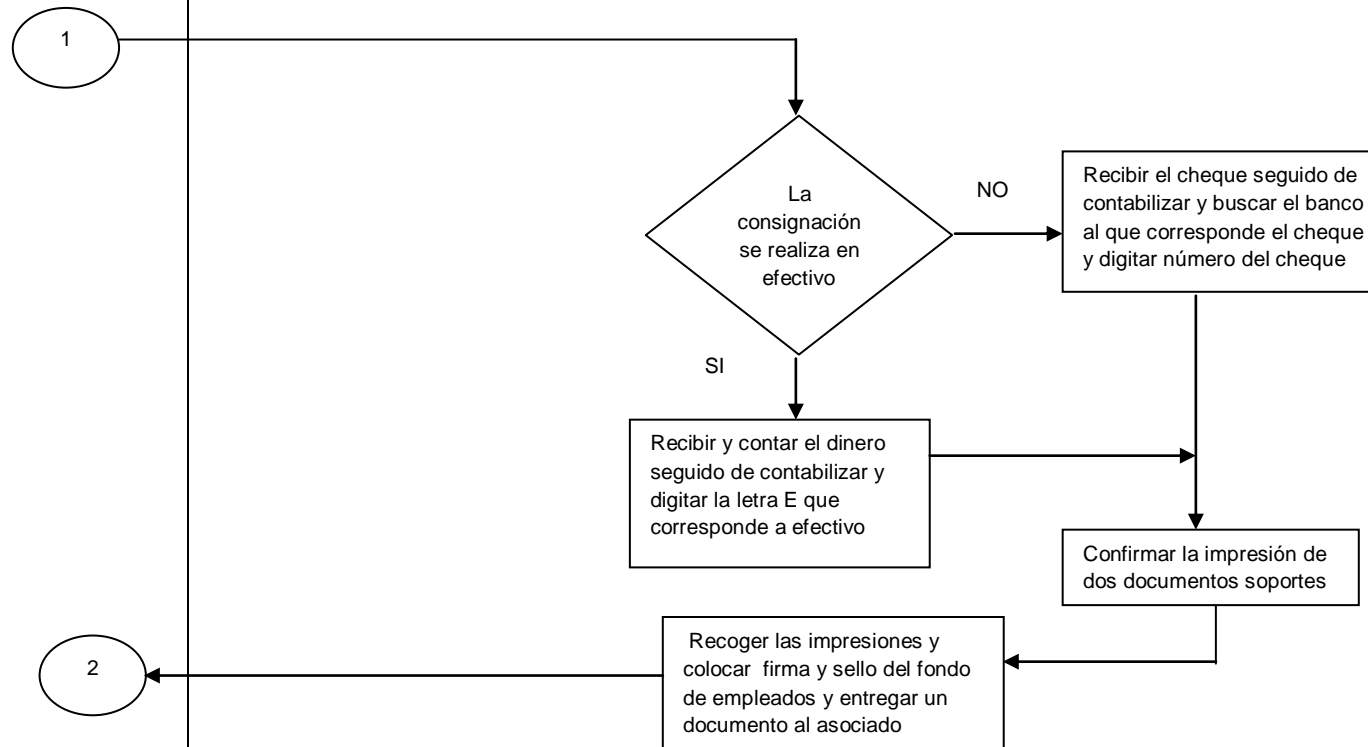 1
La
consignación
se realiza en
efectivo
NO
Recibir el cheque seguido de
contabilizar y buscar el banco
al que corresponde el cheque
y digitar número del cheque
SI
Recibir y contar el dinero
seguido de contabilizar y
digitar la letra E que
corresponde a efectivo
Confirmar la impresión de
dos documentos soportes
Recoger las impresiones y
colocar firma y sello del fondo
de empleados y entregar un
documento al asociado
2